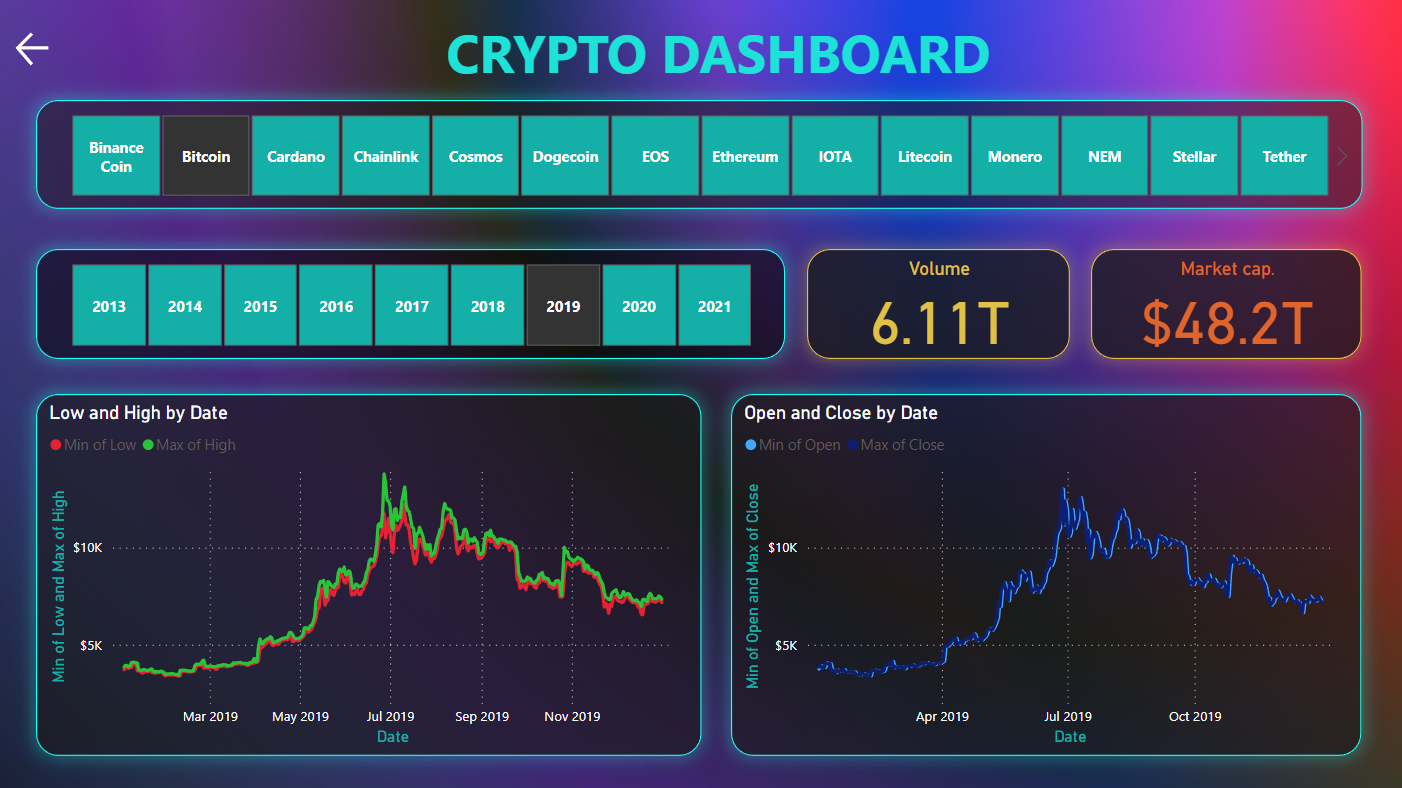 CRYPTO DASHBOARD
Binance
Coin
Bitcoin
Cardano
Chainlink
Cosmos
Dogecoin
EOS
Ethereum
IOTA
Litecoin
Monero
NEM
Stellar
Tether
2013
2014
2015
2016
2017
2018
2019
2020
2021
Volume
6.11T
Market cap.
$48.2T
Low and High by Date
Min of Low Max of High
Min of Low and Max of High
$10K
$5K
Mar 2019 May 2019 Jul 2019 Sep 2019 Nov 2019
Date
Open and Close by Date
Min of Open Max of Close
Min of Open and Max of Close
$10K
$5K
Apr 2019 Jul 2019 Oct 2019
Date